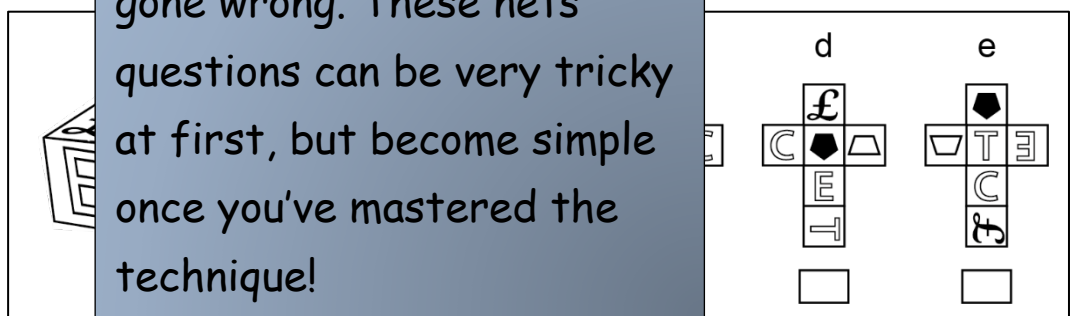 gone wrong. These nets
questions can be very tricky
at first, but become simple
once you've mastered the
technique!
d
e
£
C
E
T
T E
C
£